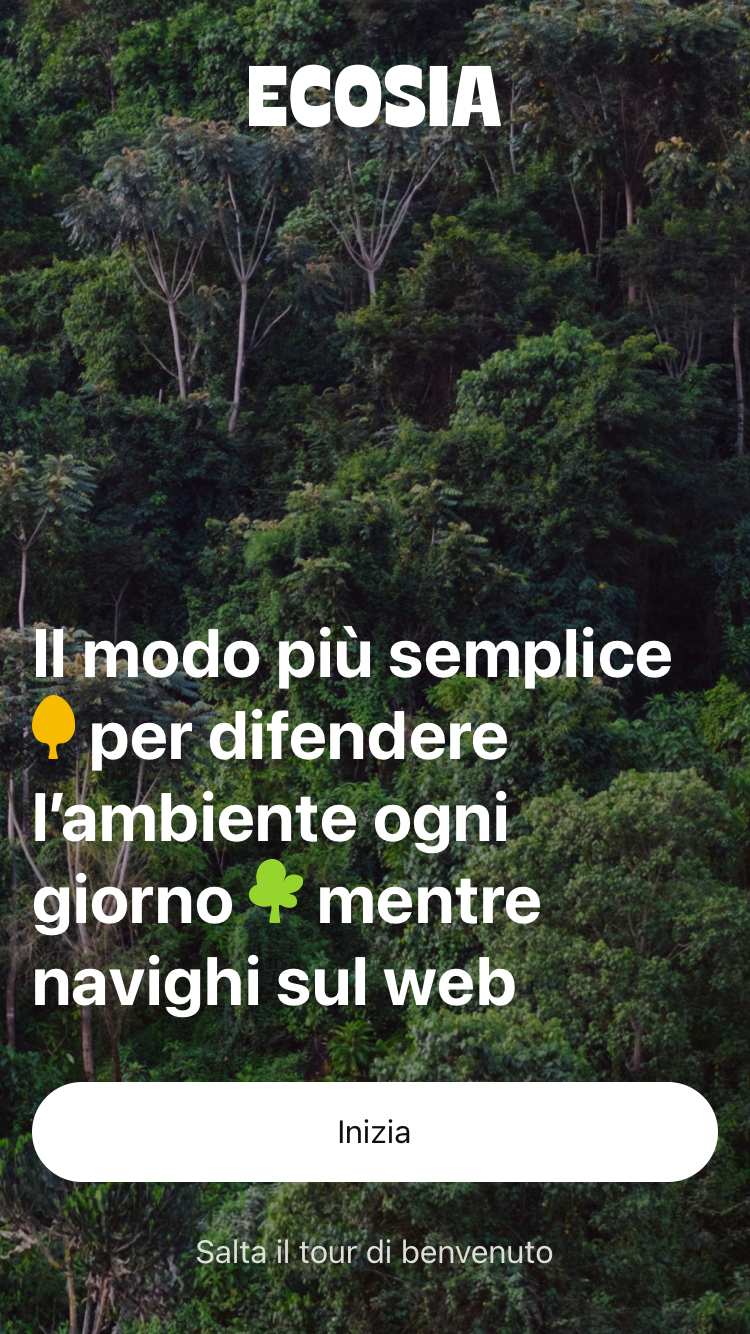 ECOSIA
Il modo più semplice
per difendere
l’ambiente ogni
giorno mentre
navighi sul web
Inizia
Salta il tour di benvenuto